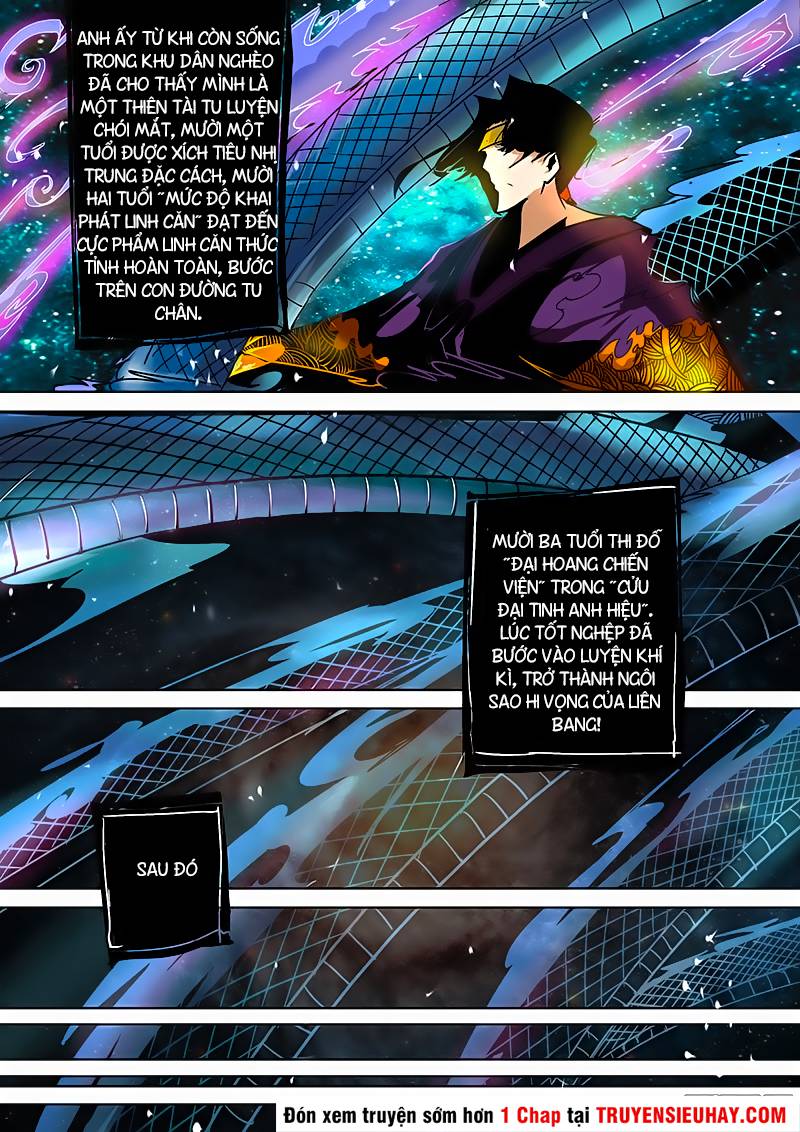 ANH ẤY TỪ KHI CÒN SỐNG
TRONG KHU DÂN NGHÈO
ĐÃ CHO THẤY MÌNH LÀ
MỘT THIÊN TÀI TU LUYỆN
CHÓI MẮT, MƯỜI MỘT
TUỔI ĐƯỢC XÍCH TIÊU NHỊ
TRUNG ĐẶC CÁCH, MƯỜI
HAI TUỔI "MỨC ĐỘ KHAI
PHÁT LINH CĂN" ĐẠT ĐẾN
CỰC PHẨM LINH CĂN THỨC
TỈNH HOÀN TOÀN, BƯỚC
TRÊN CON ĐƯỜNG TU
CHÂN.
MƯỜI BA TUỔI THI ĐỖ
"ĐẠI HOANG CHIẾN
VIỆN" TRONG "CỬU
ĐẠI TINH ANH HIỆU".
LÚC TỐT NGHỆP ĐÃ
BƯỚC VÀO LUYỆN KHÍ
KÌ, TRỞ THÀNH NGÔI
SAO HI VỌNG CỦA LIÊN
BANG!
SAU ĐÓ
Đón xem truyện sớm hơn 1 Chap tại TRUYENSIEUHAY.COM